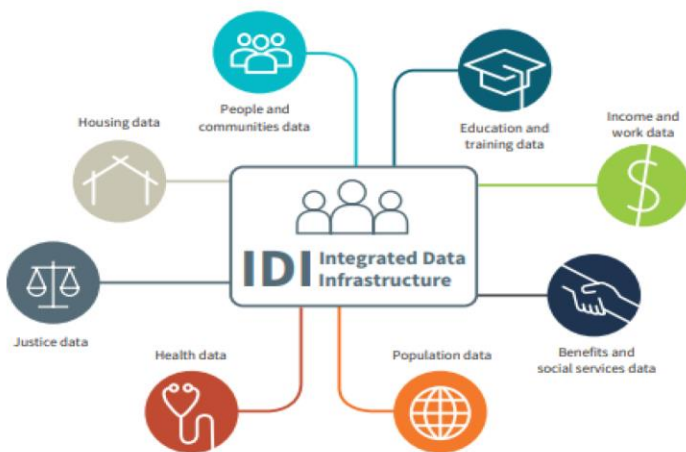 People and
communities data
Education and
training data
Housing data
Income and
work data
IDI Integrated Data
Infrastructure
Justice data
Health data
Population data
Benefits and
social services data